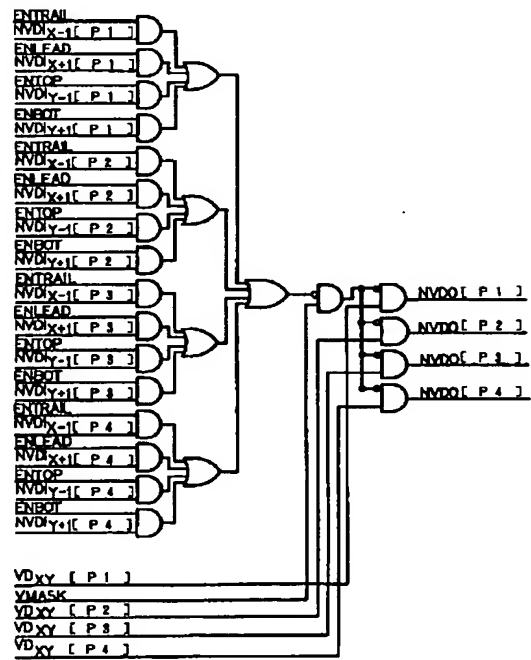 ENTRAIL
NVDIX-1[ P 1 ]
ENLEAD
NVDIX+1[ P 1 ]
ENTOP
NVDIY-1[ P 1 ]
ENBOT
NVDIY+1[ P 1 ]
ENTRAIL
NVDIX-1[ P 2 ]
ENLEAD
NVDIX+1[ P 2 ]
ENTOP
NVDIY-1[ P 2 ]
ENBOT
NVDIY+1[ P 2 ]
ENTRAIL
NVDIX-1[ P 3 ]
ENLEAD
NVDIX+1[ P 3 ]
ENTOP
NVDIY-1[ P 3 ]
ENBOT
NVDIY+1[ P 3 ]
ENTRAIL
NVDIX-1[ P 4 ]
ENLEAD
NVDIX+1[ P 4 ]
ENTOP
NVDIY-1[ P 4 ]
ENBOT
NVDIY+1[ P 4 ]
NVDO[ P 1 ]
NVDO[ P 2 ]
NVDO[ P 3 ]
NVDO[ P 4 ]
VDXY [ P 1 ]
VMASK
VDXY [ P 2 ]
VDXY [ P 3 ]
VDXY [ P 4 ]